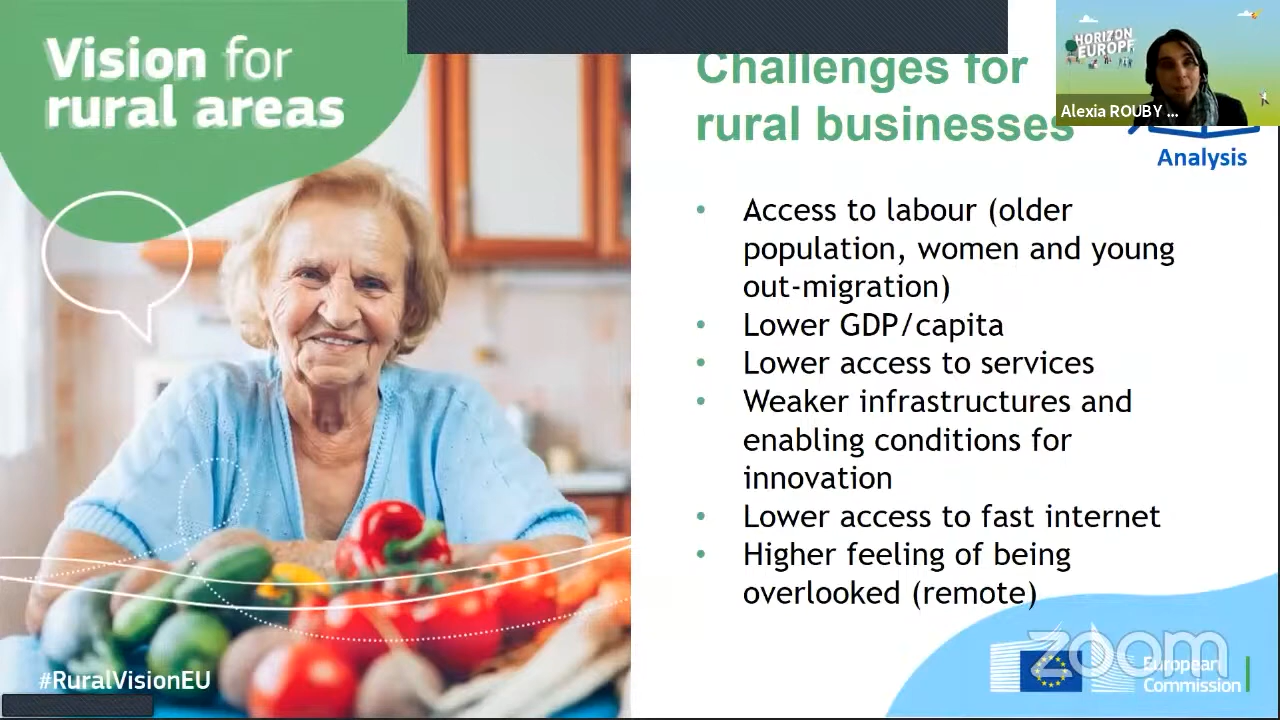 Vision for
rural areas
#RuralVisionEU
Challenges for
rural businesses
HORIZON
EUROPE
Alexia ROUBY ...
Analysis
• Access to labour (older
population, women and young
out-migration)
• Lower GDP/capita
• Lower access to services
• Weaker infrastructures and
enabling conditions for
innovation
• Lower access to fast internet
• Higher feeling of being
overlooked (remote)
zoom
European
Commission